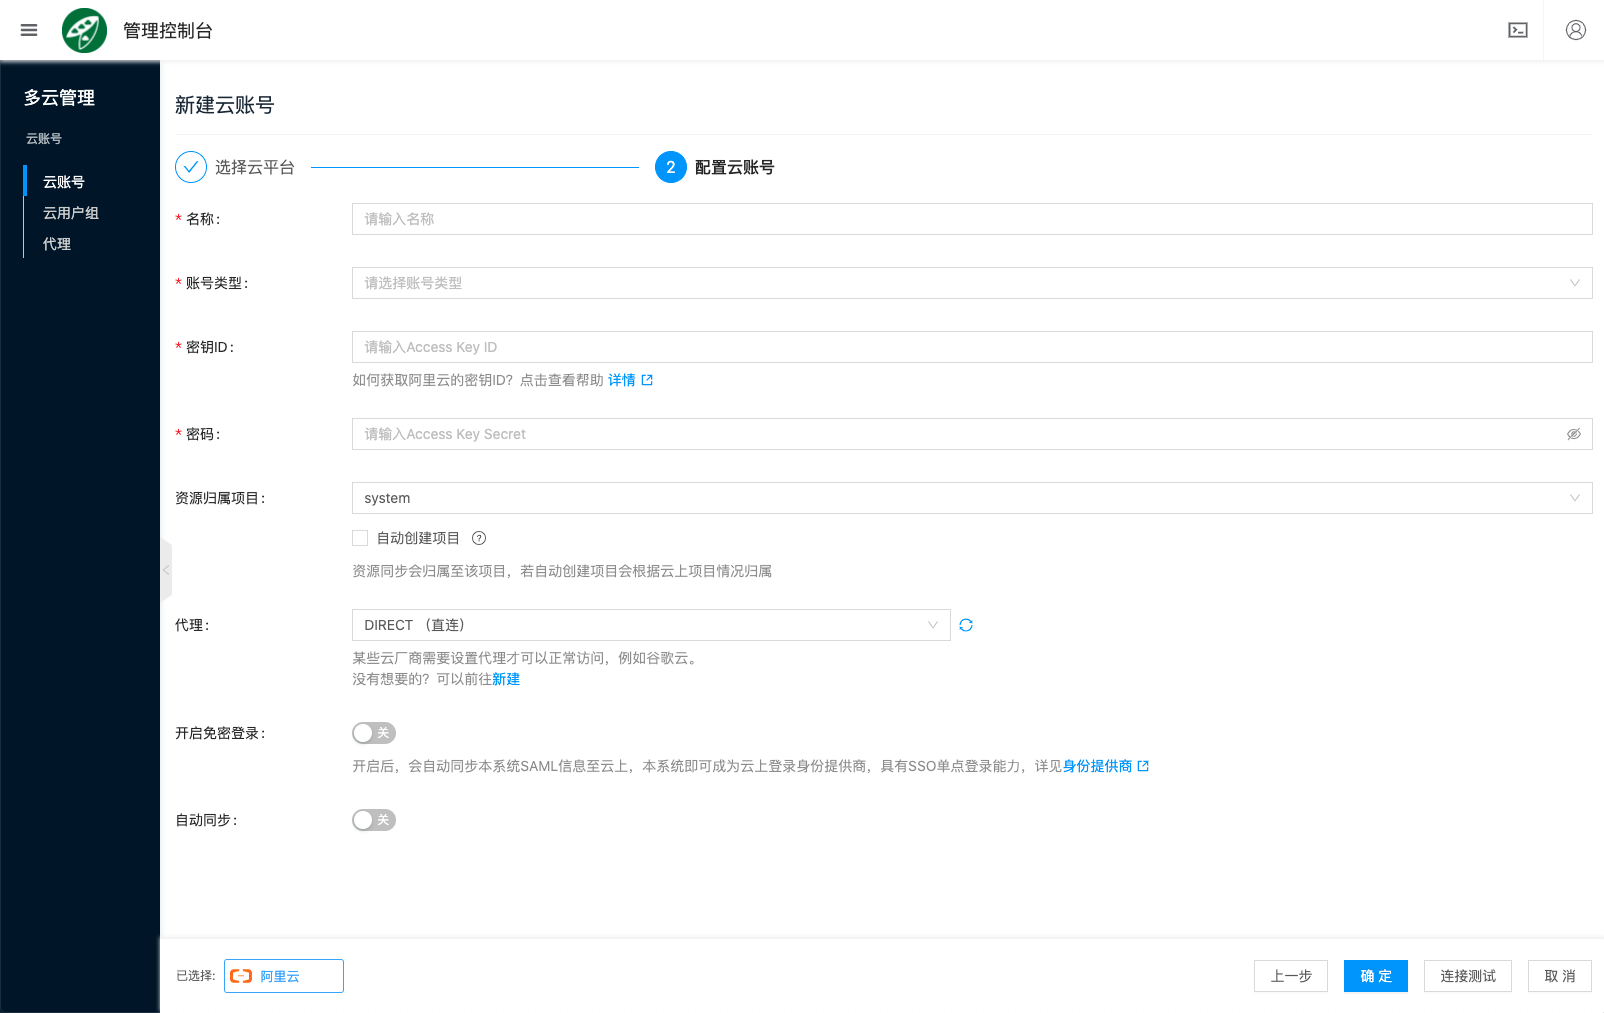 管理控制台
多云管理
云账号
云账号
云用户组
代理
新建云账号
选择云平台
2 配置云账号
* 名称:
请输入名称
* 账号类型:
请选择账号类型
* 密钥ID:
请输入Access Key ID
如何获取阿里云的密钥ID？点击查看帮助 详情
* 密码:
请输入Access Key Secret
资源归属项目:
system
自动创建项目 ?
资源同步会归属至该项目，若自动创建项目会根据云上项目情况归属
代理:
DIRECT （直连）
某些云厂商需要设置代理才可以正常访问，例如谷歌云。
没有想要的？可以前往新建
开启免密登录:
关
开启后，会自动同步本系统SAML信息至云上，本系统即可成为云上登录身份提供商，具有SSO单点登录能力，详见身份提供商
自动同步:
关
已选择: 阿里云
上一步 确 定 连接测试 取 消